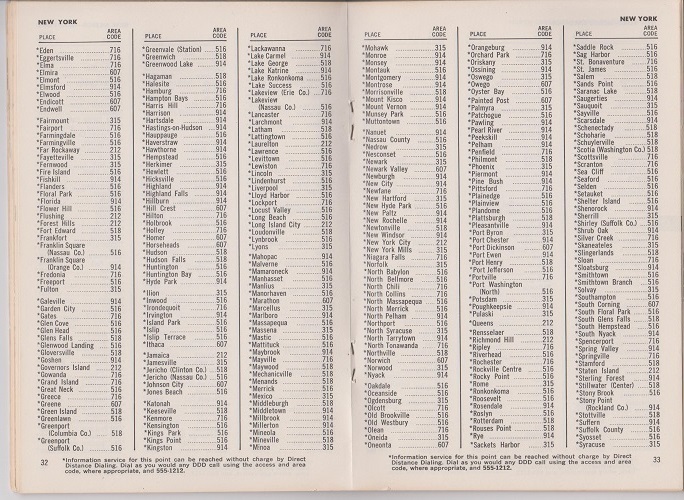 NEW YORK
PLACE AREA CODE
*Eden 716
*Eggertsville 716
*Elma 716
*Elmira 607
*Elmont 516
*Elmsford 914
*Elwood 516
*Endicott 607
*Endwell 607
*Fairmount 315
*Fairport 716
*Farmingdale 516
*Farmingville 516
*Far Rockaway 212
*Fayetteville 315
*Fernwood 315
*Fire Island 516
*Fishkill 914
*Flanders 516
*Floral Park 516
*Florida 914
*Flower Hill 516
*Flushing 212
*Forest Hills 212
*Fort Edward 518
*Frankfort 315
*Franklin Square
(Nassau Co.) 516
*Franklin Square
(Orange Co.) 914
*Fredonia 716
*Freeport 516
*Fulton 315
*Galeville 914
*Garden City 516
*Gates 716
*Glen Cove 516
*Glen Head 516
*Glens Falls 518
*Glenwood Landing 516
*Gloversville 518
*Goshen 914
*Governors Island 212
*Gowanda 716
*Grand Island 716
*Great Neck 516
*Greece 716
*Greene 607
*Green Island 518
*Greenlawn 516
*Greenport
(Columbia Co.) 518
*Greenport
(Suffolk Co.) 516
PLACE AREA CODE
*Greenvale (Station) 516
*Greenwich 518
*Greenwood Lake 914
*Hagaman 518
*Halesite 516
*Hamburg 716
*Hampton Bays 516
*Harris Hill 716
*Harrison 914
*Hartsdale 914
*Hastings-on-Hudson 914
*Hauppauge 516
*Haverstraw 914
*Hawthorne 914
*Hempstead 516
*Herkimer 315
*Hewlett 516
*Hicksville 516
*Highland 914
*Highland Falls 914
*Hillburn 914
*Hill Crest 607
*Hilton 716
*Holbrook 516
*Holley 716
*Homer 607
*Horseheads 607
*Hudson 518
*Hudson Falls 518
*Huntington 516
*Huntington Bay 516
*Hyde Park 914
*Ilion 315
*Inwood 516
*Irondequoit 716
*Irvington 914
*Island Park 516
*Islip 516
*Islip Terrace 516
*Ithaca 607
*Jamaica 212
*Jamesville 315
*Jericho (Clinton Co.) 518
*Jericho (Nassau Co.) 516
*Johnson City 607
*Jones Beach 516
*Katonah 914
*Keeseville 518
*Kenmore 716
*Kensington 516
*Kings Park 516
*Kings Point 516
*Kingston 914
PLACE AREA CODE
*Lackawanna 716
*Lake Carmel 914
*Lake George 518
*Lake Katrine 914
*Lake Ronkonkoma 516
*Lake Success 516
*Lakeview (Erie Co.) 716
*Lakeview
(Nassau Co.) 516
*Lancaster 716
*Larchmont 914
*Latham 518
*Lattingtown 516
*Laurelton 212
*Lawrence 516
*Levittown 516
*Lewiston 716
*Lincoln 315
*Lindenhurst 516
*Liverpool 315
*Lloyd Harbor 516
*Lockport 716
*Locust Valley 516
*Long Beach 516
*Long Island City 212
*Loudonville 518
*Lynbrook 516
*Lyons 315
*Mahopac 914
*Malverne 516
*Mamaroneck 914
*Manhasset 516
*Manlius 315
*Manorhaven 516
*Marathon 607
*Marcellus 315
*Marlboro 914
*Massapequa 516
*Massena 315
*Mastic 516
*Mattituck 516
*Maybrook 914
*Mayville 716
*Maywood 518
*Mechanicville 518
*Menands 518
*Merrick 516
*Mexico 315
*Middleburgh 518
*Middletown 914
*Millbrook 914
*Millerton 914
*Mineola 516
*Mineville 518
*Minoa 315
32
*Information service for this point can be reached without charge by Direct
Distance Dialing. Dial as you would any DDD call using the access and area
code, where appropriate, and 555-1212.
NEW YORK
PLACE AREA CODE
*Mohawk 315
*Monroe 914
*Monsey 914
*Montauk 516
*Montgomery 914
*Montrose 914
*Morrisonville 518
*Mount Kisco 914
*Mount Vernon 914
*Munsey Park 516
*Muttontown 516
*Nanuet 914
*Nassau County 516
*Nedrow 315
*Nesconset 516
*Newark 315
*Newark Valley 607
*Newburgh 914
*New City 914
*Newfane 716
*New Hartford 315
*New Hyde Park 516
*New Paltz 914
*New Rochelle 914
*Newtonville 518
*New Windsor 914
*New York City 212
*New York Mills 315
*Niagara Falls 716
*Norfolk 315
*North Babylon 516
*North Bellmore 516
*North Chili 716
*North Collins 716
*North Massapequa 516
*North Merrick 516
*North Pelham 914
*Northport 516
*North Syracuse 315
*North Tarrytown 914
*North Tonawanda 716
*Northville 518
*Norwich 607
*Norwood 315
*Nyack 914
*Oakdale 516
*Oceanside 516
*Ogdensburg 315
*Olcott 716
*Old Brookville 516
*Old Westbury 516
*Olean 716
*Oneida 315
*Oneonta 607
PLACE AREA CODE
*Orangeburg 914
*Orchard Park 716
*Oriskany 315
*Ossining 914
*Oswego 315
*Owego 607
*Oyster Bay 516
*Painted Post 607
*Palmyra 315
*Patchogue 516
*Pawling 914
*Pearl River 914
*Peekskill 914
*Pelham 914
*Penfield 716
*Philmont 518
*Phoenix 315
*Piermont 914
*Pine Bush 914
*Pittsford 716
*Plainedge 516
*Plainview 516
*Plandome 516
*Plattsburgh 518
*Pleasantville 914
*Port Byron 315
*Port Chester 914
*Port Dickinson 607
*Port Ewen 914
*Port Henry 518
*Port Jefferson 516
*Portville 716
*Port Washington
(North) 516
*Potsdam 315
*Poughkeepsie 914
*Pulaski 315
*Queens 212
*Rensselaer 518
*Richmond Hill 212
*Ripley 716
*Riverhead 516
*Rochester 716
*Rockville Centre 516
*Rocky Point 516
*Rome 315
*Ronkonkoma 516
*Roosevelt 516
*Rosendale 914
*Roslyn 516
*Rotterdam 518
*Rouses Point 518
*Rye 914
*Sackets Harbor 315
PLACE AREA CODE
*Saddle Rock 516
*Sag Harbor 516
*St. Bonaventure 716
*St. James 516
*Salem 518
*Sands Point 516
*Saranac Lake 518
*Saugerties 914
*Sauquoit 315
*Sayville 516
*Scarsdale 914
*Schenectady 518
*Schoharie 518
*Schuylerville 518
*Scotia (Washington Co.) 518
*Scottsville 716
*Scranton 716
*Sea Cliff 516
*Seaford 516
*Selden 516
*Setauket 516
*Shelter Island 516
*Shenorock 914
*Sherrill 315
*Shirley (Suffolk Co.) 516
*Shrub Oak 914
*Silver Creek 716
*Skaneateles 315
*Slingerlands 518
*Sloan 716
*Sloatsburg 914
*Smithtown 516
*Smithtown Branch 516
*Solvay 315
*Southampton 516
*South Corning 607
*South Floral Park 516
*South Glens Falls 518
*South Hempstead 516
*South Nyack 914
*Spencerport 716
*Spring Valley 914
*Springville 716
*Stamford 607
*Staten Island 212
*Sterling Forest 914
*Stillwater (Center) 518
*Stony Brook 516
*Stony Point
(Rockland Co.) 914
*Stottville 518
*Suffern 914
*Suffolk County 516
*Syosset 516
*Syracuse 315
*Information service for this point can be reached without charge by Direct
Distance Dialing. Dial as you would any DDD call using the access and area
code, where appropriate, and 555-1212.
33